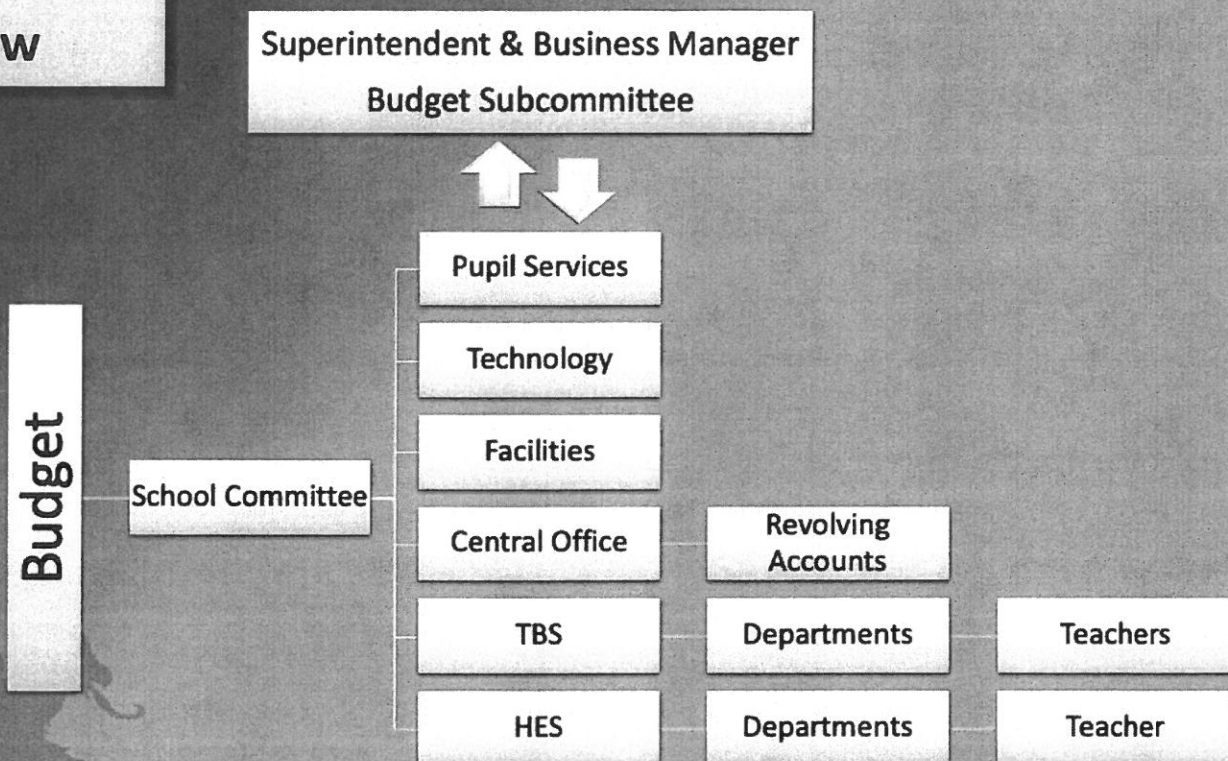 w
Superintendent & Business Manager
Budget Subcommittee
Pupil Services
Technology
Facilities
Budget
School Committee
Central Office
Revolving
Accounts
TBS
Departments
Teachers
HES
Departments
Teacher